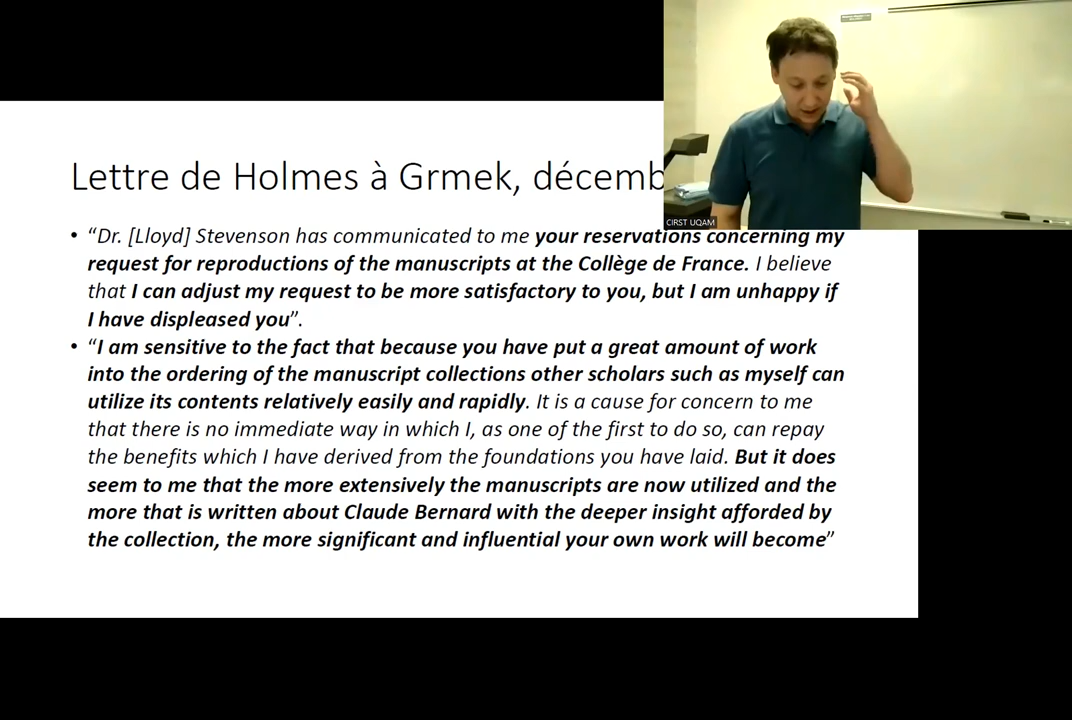 Lettre de Holmes à Grmek, décemb
• “Dr. [Lloyd] Stevenson has communicated to me your reservations concerning my
request for reproductions of the manuscripts at the Collège de France. I believe
that I can adjust my request to be more satisfactory to you, but I am unhappy if
I have displeased you”.
• “I am sensitive to the fact that because you have put a great amount of work
into the ordering of the manuscript collections other scholars such as myself can
utilize its contents relatively easily and rapidly. It is a cause for concern to me
that there is no immediate way in which I, as one of the first to do so, can repay
the benefits which I have derived from the foundations you have laid. But it does
seem to me that the more extensively the manuscripts are now utilized and the
more that is written about Claude Bernard with the deeper insight afforded by
the collection, the more significant and influential your own work will become”
CIRST UQAM